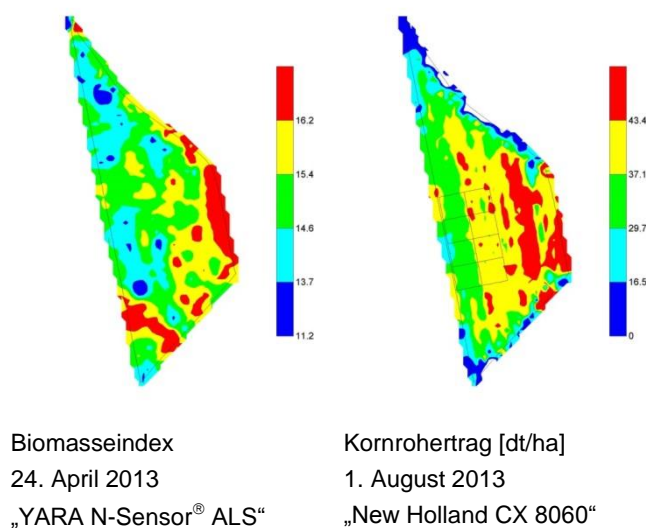 16.2
15.4
14.6
13.7
11.2
43.4
37.1
29.7
16.5
0
Biomasseindex
24. April 2013
„YARA N-Sensor® ALS“
Kornrohertrag [dt/ha]
1. August 2013
„New Holland CX 8060“